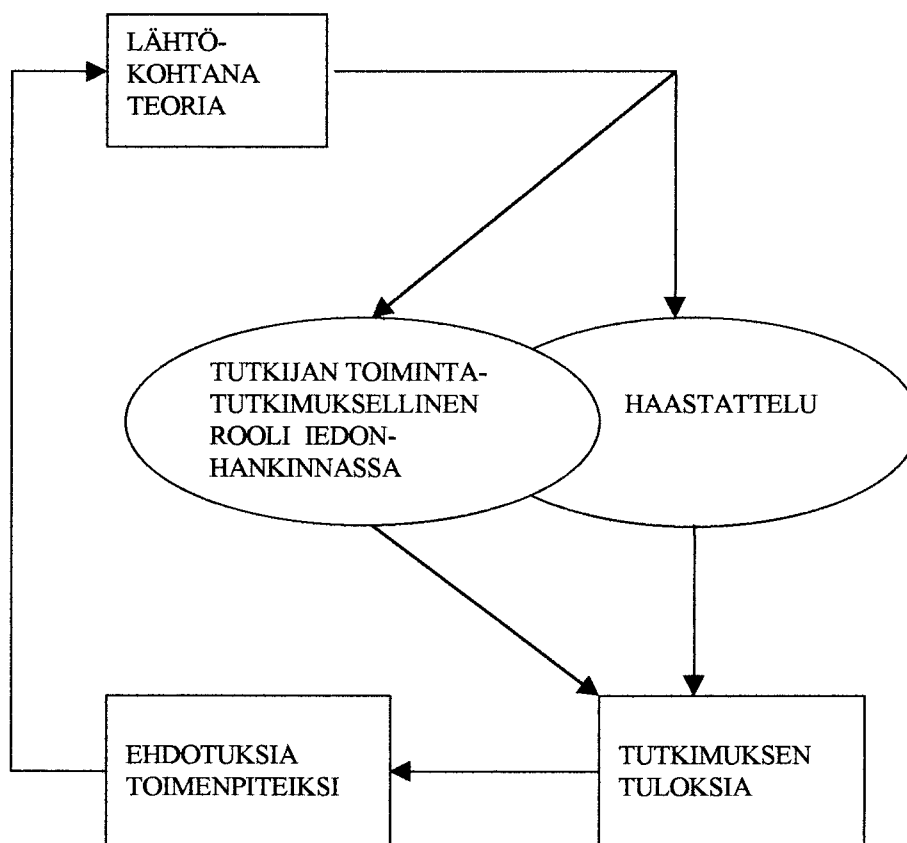 LÄHTÖ-
KOHTANA
TEORIA
TUTKIJAN TOIMINTA-
TUTKIMUKSELLINEN
ROOLI IEDON-
HANKINNASSA
HAASTATTELU
EHDOTUKSIA
TOIMENPITEIKSI
TUTKIMUKSEN
TULOKSIA